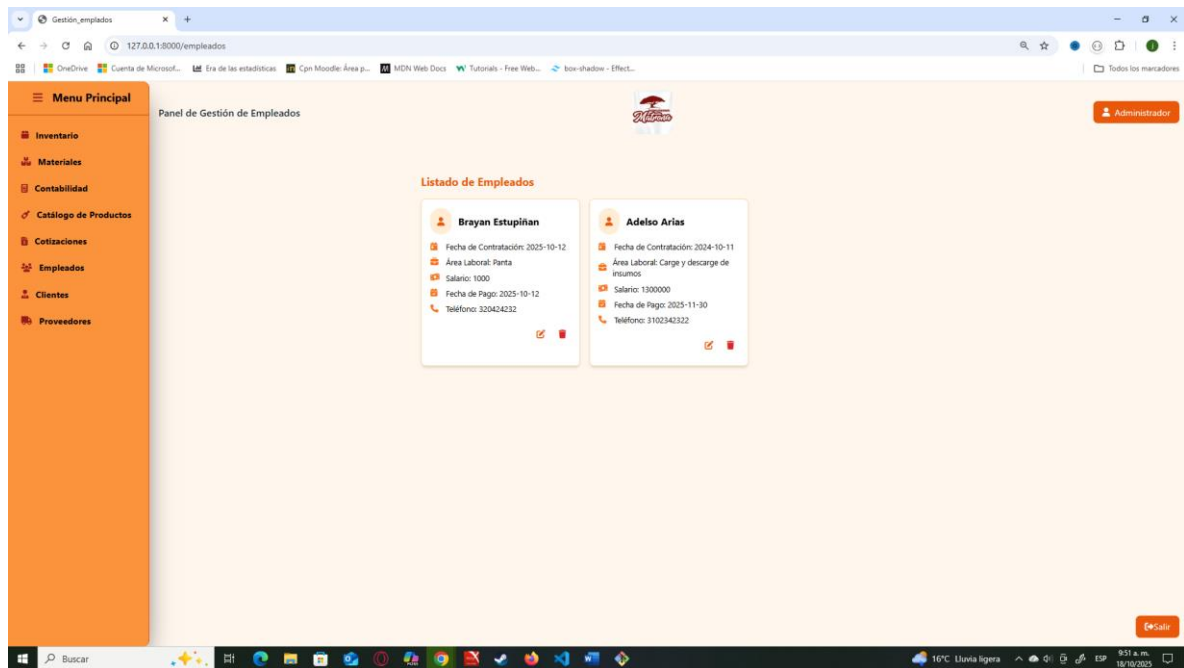 Gestión_emplados
127.0.0.1:8000/empleados
OneDrive Cuenta de Microsof... Era de las estadísticas Cpn Moodle: Área p... MDN Web Docs Tutorials - Free Web... box-shadow - Effect... Todos los marcadores
Menu Principal
Inventario
Materiales
Contabilidad
Catálogo de Productos
Cotizaciones
Empleados
Clientes
Proveedores
Panel de Gestión de Empleados
Matrona
Administrador
Listado de Empleados
Brayan Estupiñan
Fecha de Contratación: 2025-10-12
Área Laboral: Panta
Salario: 1000
Fecha de Pago: 2025-10-12
Teléfono: 320424232
Adelso Arias
Fecha de Contratación: 2024-10-11
Área Laboral: Carge y descarge de
insumos
Salario: 1300000
Fecha de Pago: 2025-11-30
Teléfono: 3102342322
Salir
Buscar
16°C Lluvia ligera
ESP
9:51 a. m.
18/10/2025